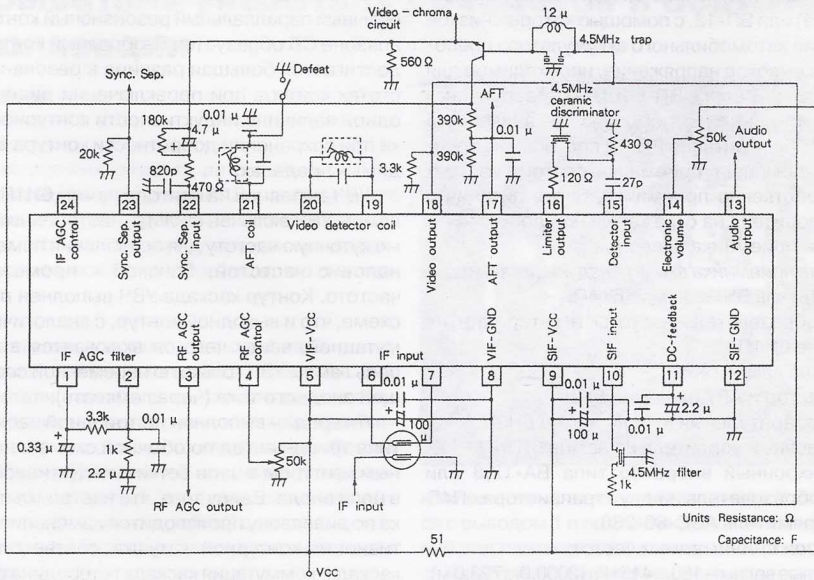 Video – chroma
circuit
12 μ
4.5MHz trap
560 Ω
Sync. Sep.
Defeat
AFT
4.5MHz
ceramic
discriminator
180k
4.7 μ
0.01 μ
390k
0.01 μ
430 Ω
50k
Audio
output
20k
820p
470 Ω
3.3k
390k
120 Ω
27p
24
23
22
21
20
19
18
17
16
15
14
13
IF AGC
control
Sync. Sep.
output
Sync. Sep.
input
AFT coil
Video detector coil
Video output
AFT output
Limiter
output
Detector
input
Electronic
volume
Audio
output
RF AGC
output
RF AGC
control
VIF-Vcc
VIF-GND
SIF-Vcc
SIF input
DC-feedback
SIF-GND
IF AGC filter
IF input
1
2
3
4
5
6
7
8
9
10
11
12
3.3k
0.01 μ
0.01 μ
0.01 μ
2.2 μ
0.33 μ
1k
100 μ
100 μ
0.01 μ
2.2 μ
50k
4.5MHz filter
1k
RF AGC output
IF input
Units Resistance: Ω
Capacitance: F
51
Vcc